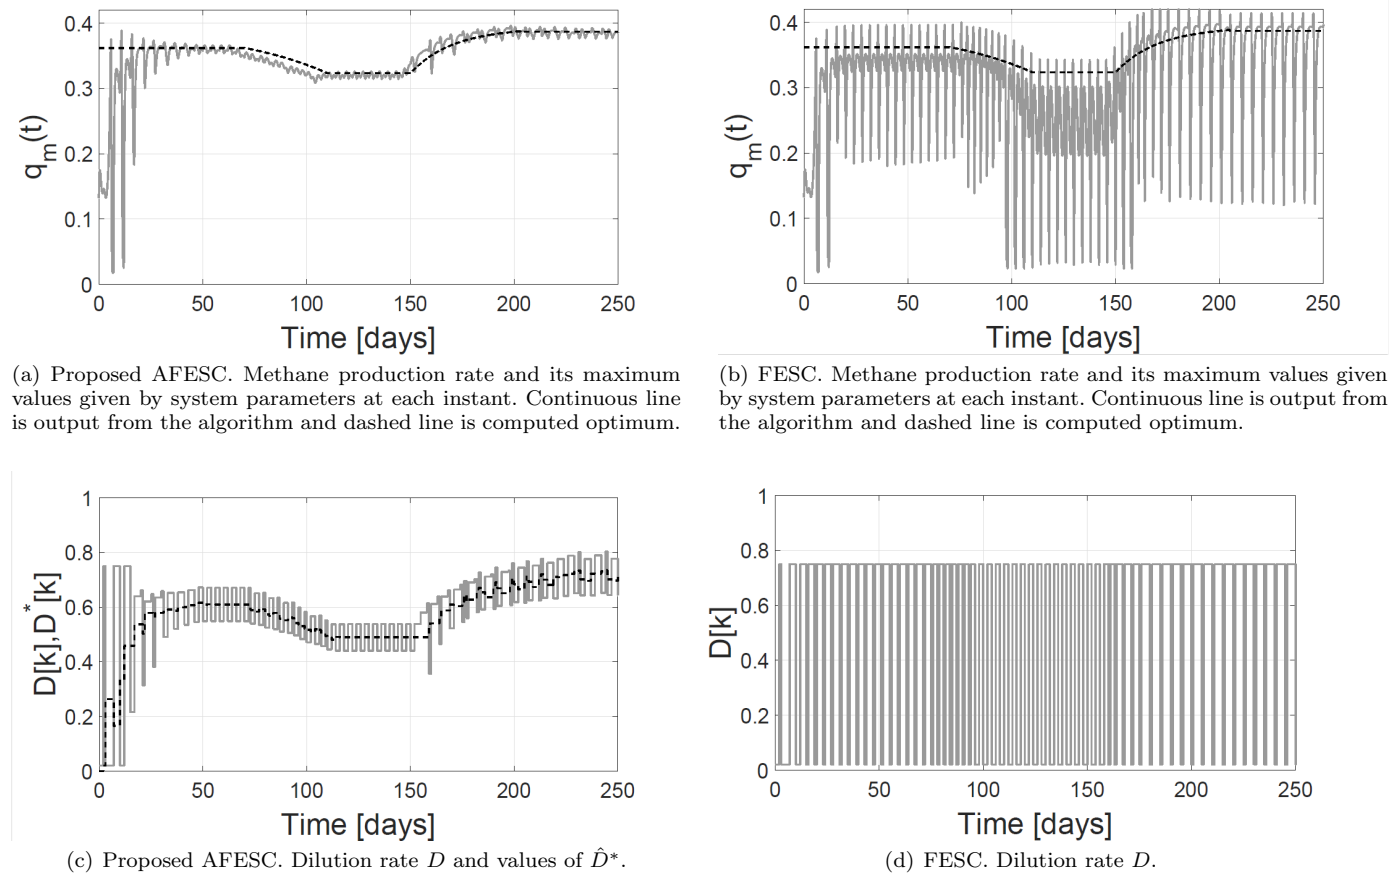 0.4
0.3
0.2
0.1
0
q_m(t)
0 50 100 150 200 250
Time [days]
0.4
0.3
0.2
0.1
0
q_m(t)
0 50 100 150 200 250
Time [days]
(a) Proposed AFESC. Methane production rate and its maximum
values given by system parameters at each instant. Continuous line
is output from the algorithm and dashed line is computed optimum.
(b) FESC. Methane production rate and its maximum values given
by system parameters at each instant. Continuous line is output from
the algorithm and dashed line is computed optimum.
1
0.8
0.6
0.4
0.2
0
D[k],D^*[k]
0 50 100 150 200 250
Time [days]
1
0.8
0.6
0.4
0.2
0
D[k]
0 50 100 150 200 250
Time [days]
(c) Proposed AFESC. Dilution rate D and values of D̂*.
(d) FESC. Dilution rate D.